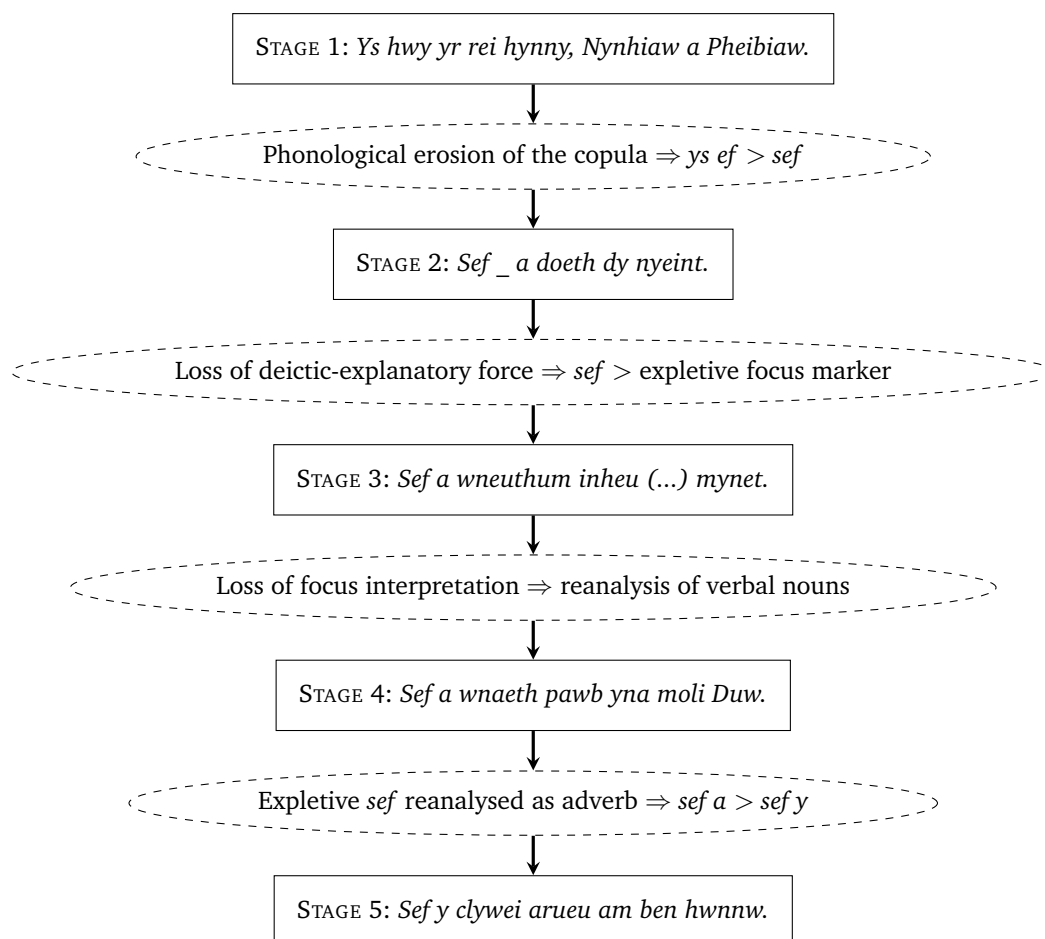 STAGE 1: Ys hwy yr rei hynny, Nynhiaw a Pheibiaw.
Phonological erosion of the copula ⇒ ys ef > sef
STAGE 2: Sef _ a doeth dy nyeint.
Loss of deictic-explanatory force ⇒ sef > expletive focus marker
STAGE 3: Sef a wneuthum inheu (...) mynet.
Loss of focus interpretation ⇒ reanalysis of verbal nouns
STAGE 4: Sef a wnaeth pawb yna moli Duw.
Expletive sef reanalysed as adverb ⇒ sef a > sef y
STAGE 5: Sef y clywei arueu am ben hwnnw.